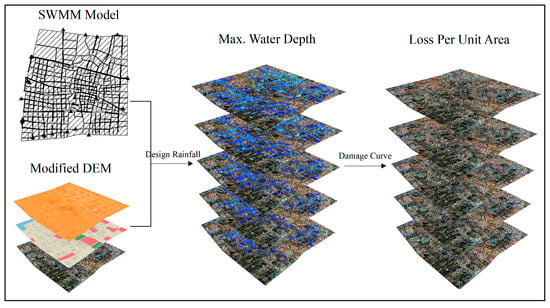 SWMM Model
Max. Water Depth
Loss Per Unit Area
Design Rainfall
Damage Curve
Modified DEM